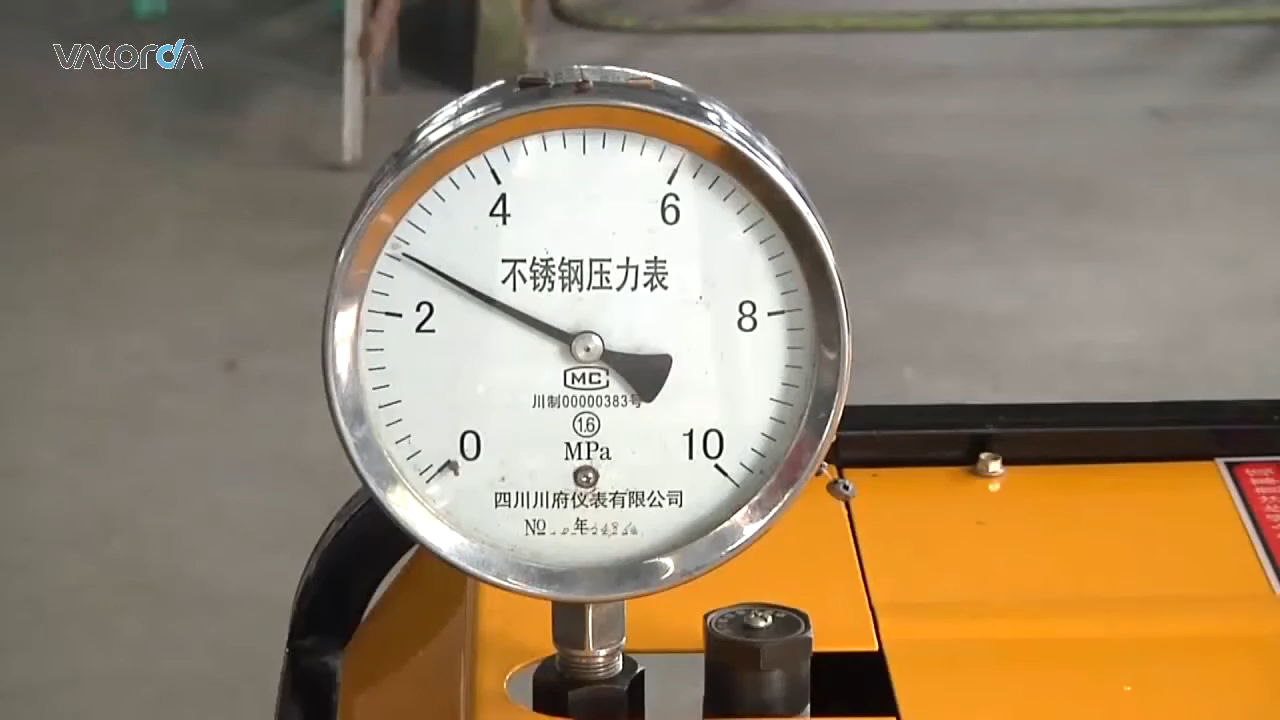 VACORDA
4 6
不锈钢压力表
2 8
MC
川制00000383号
1.6
0 10
MPa
四川川府仪表有限公司
№ 年